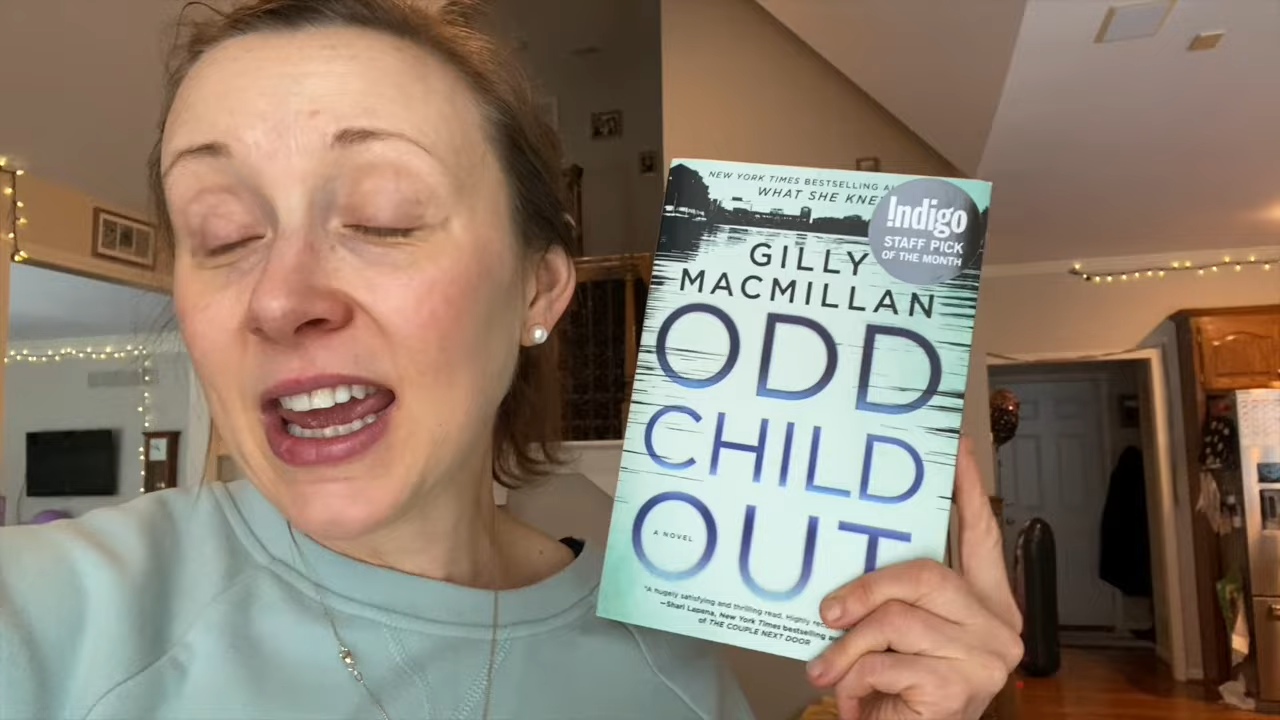 NEW YORK TIMES BESTSELLING
WHAT SHE KNE
!ndigo
STAFF PICK
OF THE MONTH
GILLY
MACMILLAN
ODD
CHILD
OUT
A NOVEL
"A hugely satisfying and thrilling read. Highly
—Shari Lapena, New York Times bestselling
of THE COUPLE NEXT DOOR